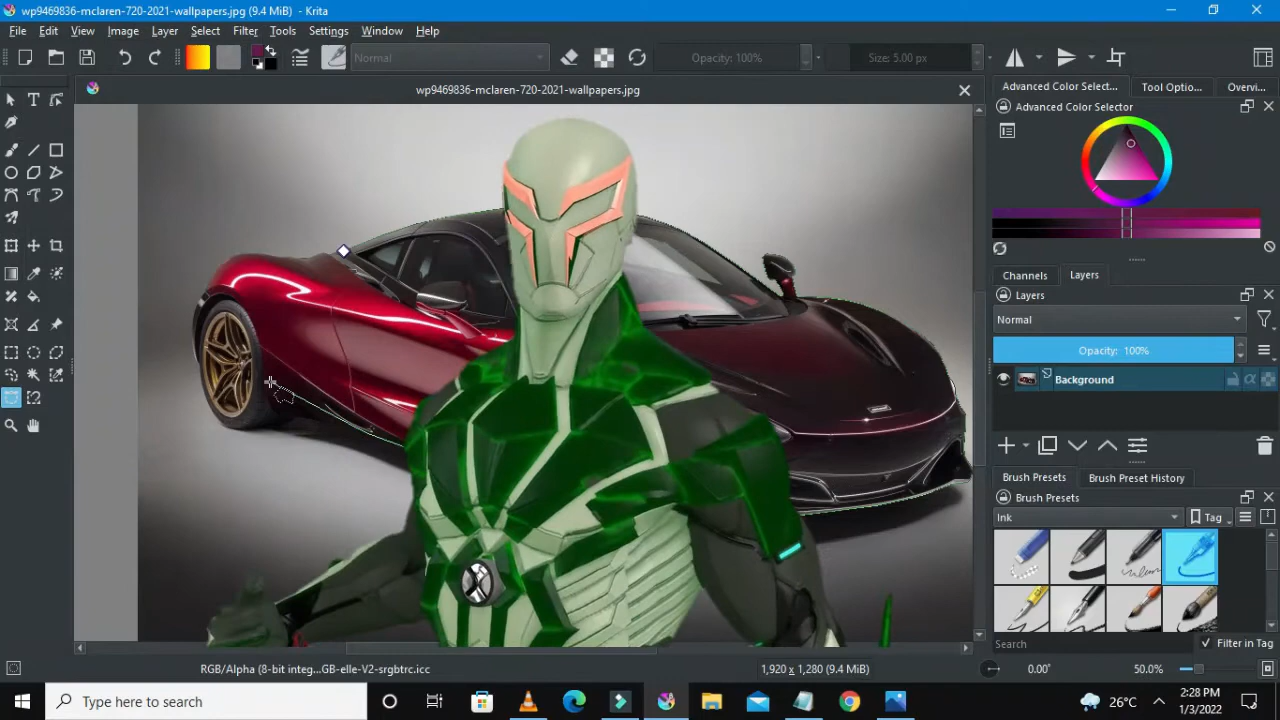 wp9469836-mclaren-720-2021-wallpapers.jpg (9.4 MiB) - Krita
File Edit View Image Layer Select Filter Tools Settings Window Help
Normal Opacity: 100% Size: 5.00 px
wp9469836-mclaren-720-2021-wallpapers.jpg
Advanced Color Select... Tool Optio... Overvi...
Advanced Color Selector
Channels Layers
Layers
Normal
Opacity: 100%
Background
Brush Presets Brush Preset History
Brush Presets
Ink Tag
Search Filter in Tag
RGB/Alpha (8-bit integ...GB-elle-V2-srgbtrc.icc 1,920 x 1,280 (9.4 MiB) 0.00° 50.0%
Type here to search 26°C 2:28 PM
1/3/2022